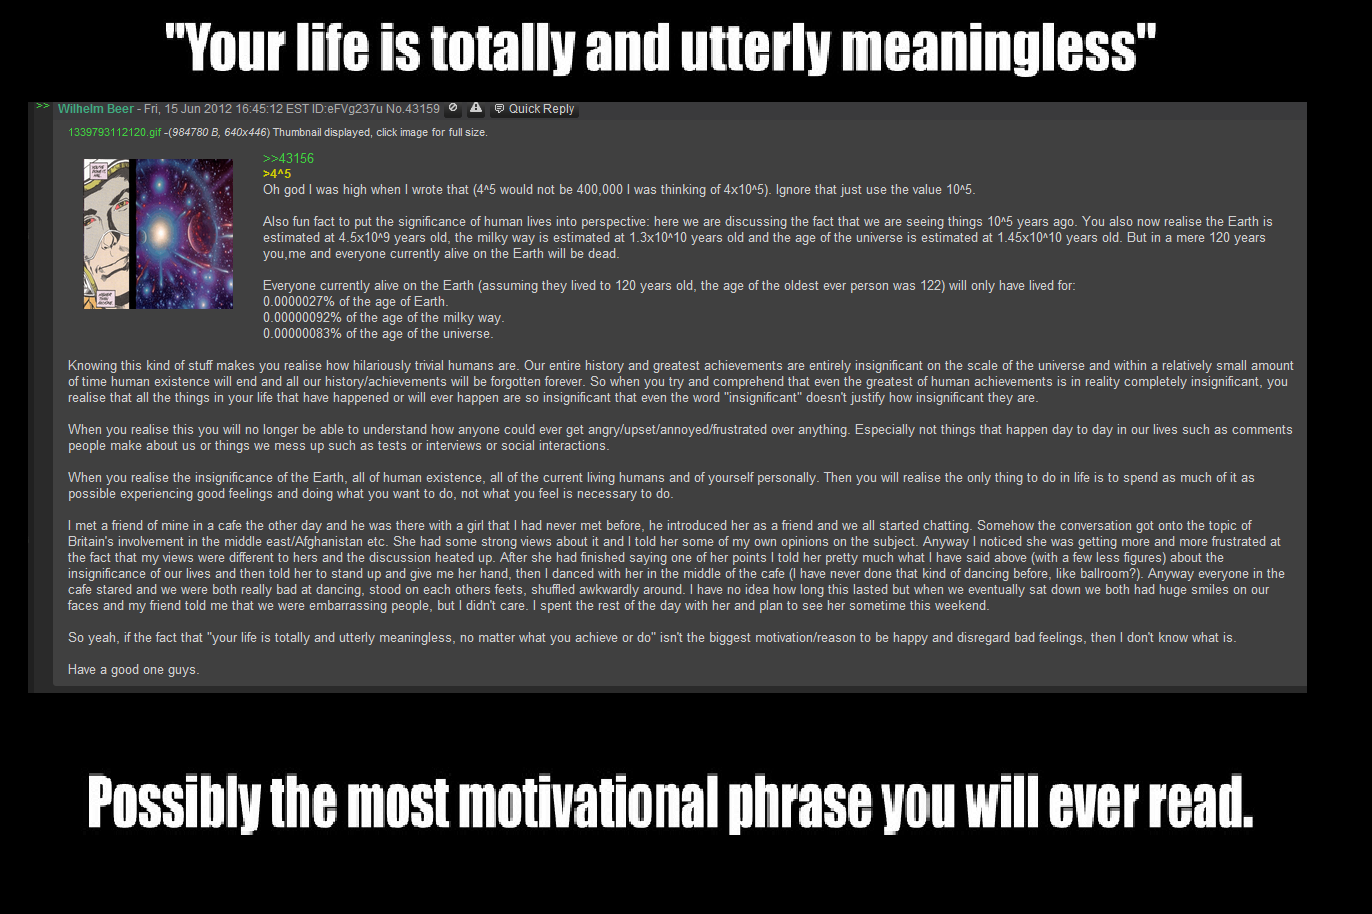 "Your life is totally and utterly meaningless"
>> Wilhelm Beer - Fri, 15 Jun 2012 16:45:12 EST ID:eFVg237u No.43159 Quick Reply
1339793112120.gif -(984780 B, 640x446) Thumbnail displayed, click image for full size.
>>43156
>4^5
Oh god I was high when I wrote that (4^5 would not be 400,000 I was thinking of 4x10^5). Ignore that just use the value 10^5.
Also fun fact to put the significance of human lives into perspective: here we are discussing the fact that we are seeing things 10^5 years ago. You also now realise the Earth is
estimated at 4.5x10^9 years old, the milky way is estimated at 1.3x10^10 years old and the age of the universe is estimated at 1.45x10^10 years old. But in a mere 120 years
you,me and everyone currently alive on the Earth will be dead.
Everyone currently alive on the Earth (assuming they lived to 120 years old, the age of the oldest ever person was 122) will only have lived for:
0.0000027% of the age of Earth.
0.00000092% of the age of the milky way.
0.00000083% of the age of the universe.
Knowing this kind of stuff makes you realise how hilariously trivial humans are. Our entire history and greatest achievements are entirely insignificant on the scale of the universe and within a relatively small amount
of time human existence will end and all our history/achievements will be forgotten forever. So when you try and comprehend that even the greatest of human achievements is in reality completely insignificant, you
realise that all the things in your life that have happened or will ever happen are so insignificant that even the word "insignificant" doesn't justify how insignificant they are.
When you realise this you will no longer be able to understand how anyone could ever get angry/upset/annoyed/frustrated over anything. Especially not things that happen day to day in our lives such as comments
people make about us or things we mess up such as tests or interviews or social interactions.
When you realise the insignificance of the Earth, all of human existence, all of the current living humans and of yourself personally. Then you will realise the only thing to do in life is to spend as much of it as
possible experiencing good feelings and doing what you want to do, not what you feel is necessary to do.
I met a friend of mine in a cafe the other day and he was there with a girl that I had never met before, he introduced her as a friend and we all started chatting. Somehow the conversation got onto the topic of
Britain's involvement in the middle east/Afghanistan etc. She had some strong views about it and I told her some of my own opinions on the subject. Anyway I noticed she was getting more and more frustrated at
the fact that my views were different to hers and the discussion heated up. After she had finished saying one of her points I told her pretty much what I have said above (with a few less figures) about the
insignificance of our lives and then told her to stand up and give me her hand, then I danced with her in the middle of the cafe (I have never done that kind of dancing before, like ballroom?). Anyway everyone in the
cafe stared and we were both really bad at dancing, stood on each others feets, shuffled awkwardly around. I have no idea how long this lasted but when we eventually sat down we both had huge smiles on our
faces and my friend told me that we were embarrassing people, but I didn't care. I spent the rest of the day with her and plan to see her sometime this weekend.
So yeah, if the fact that "your life is totally and utterly meaningless, no matter what you achieve or do" isn't the biggest motivation/reason to be happy and disregard bad feelings, then I don't know what is.
Have a good one guys.
Possibly the most motivational phrase you will ever read.